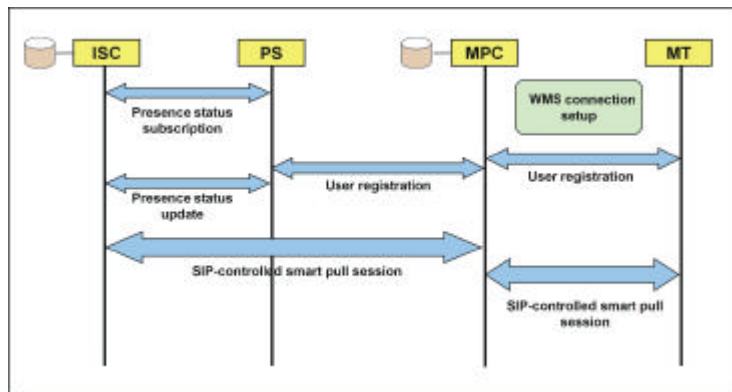 ISC
PS
MPC
MT
WMS connection
setup
Presence status
subscription
User registration
User registration
Presence status
update
SIP-controlled smart pull session
SIP-controlled smart pull
session